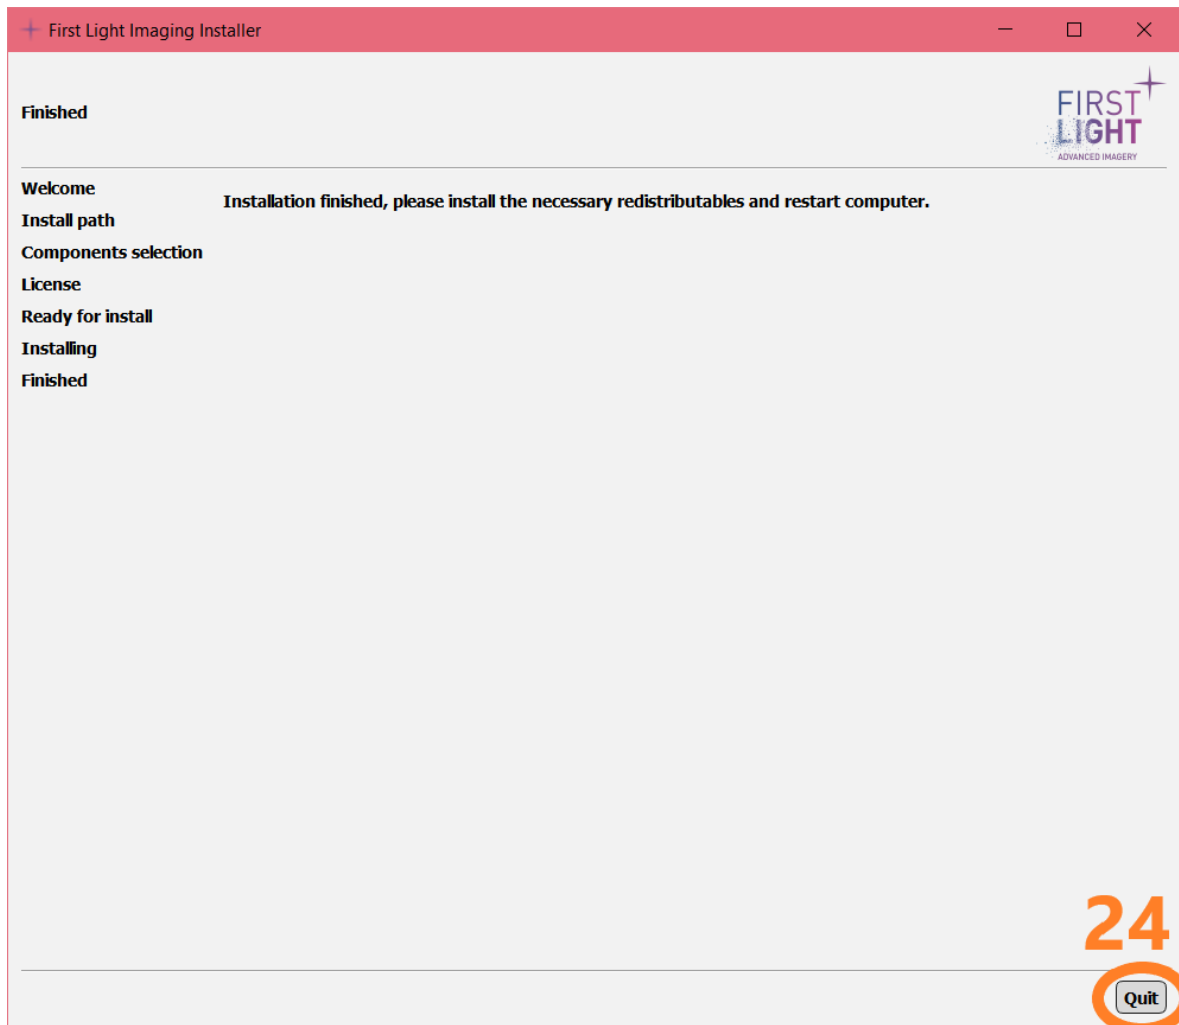 First Light Imaging Installer
Finished
FIRST
LIGHT
ADVANCED IMAGERY
Welcome
Install path
Components selection
License
Ready for install
Installing
Finished
Installation finished, please install the necessary redistributables and restart computer.
24
Quit